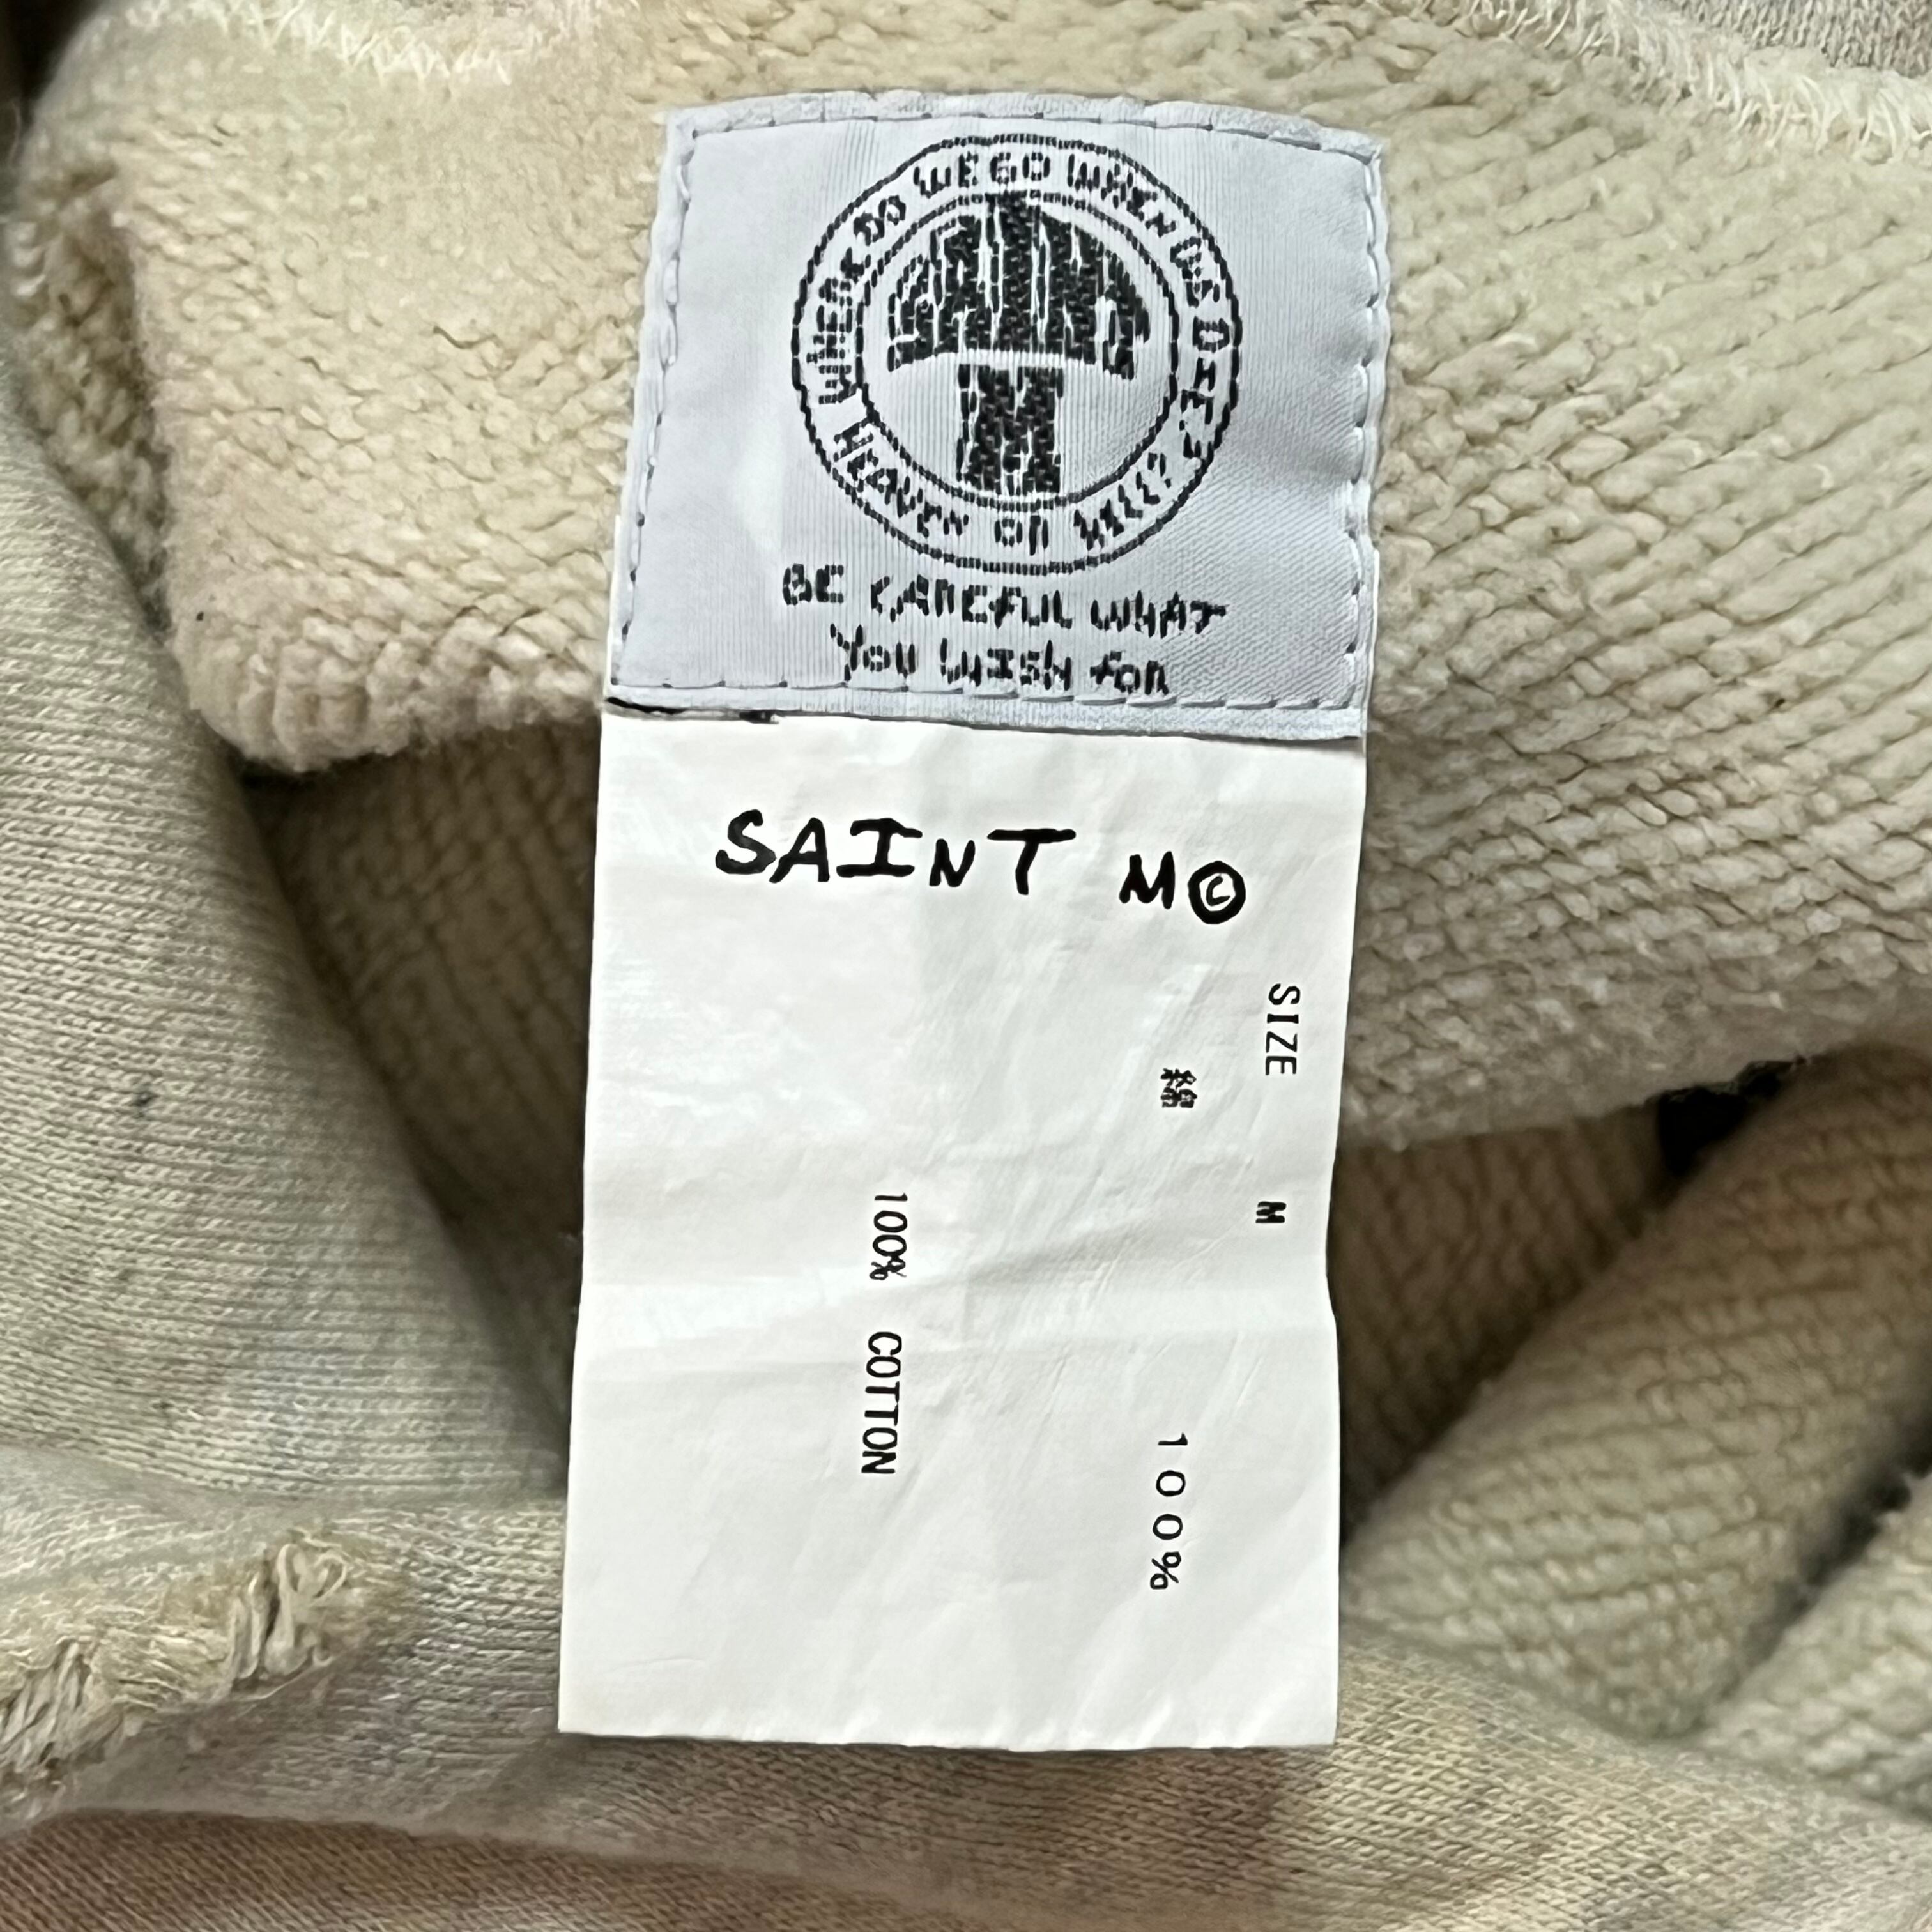 WHERE DO WE GO WHEN US DIE,S
HEAVEN OR HELL?
SAINT
M
BE CAREFUL WHAT
YOU WISH FOR
SAINT M©
SIZE M
綿 100%
100% COTTON